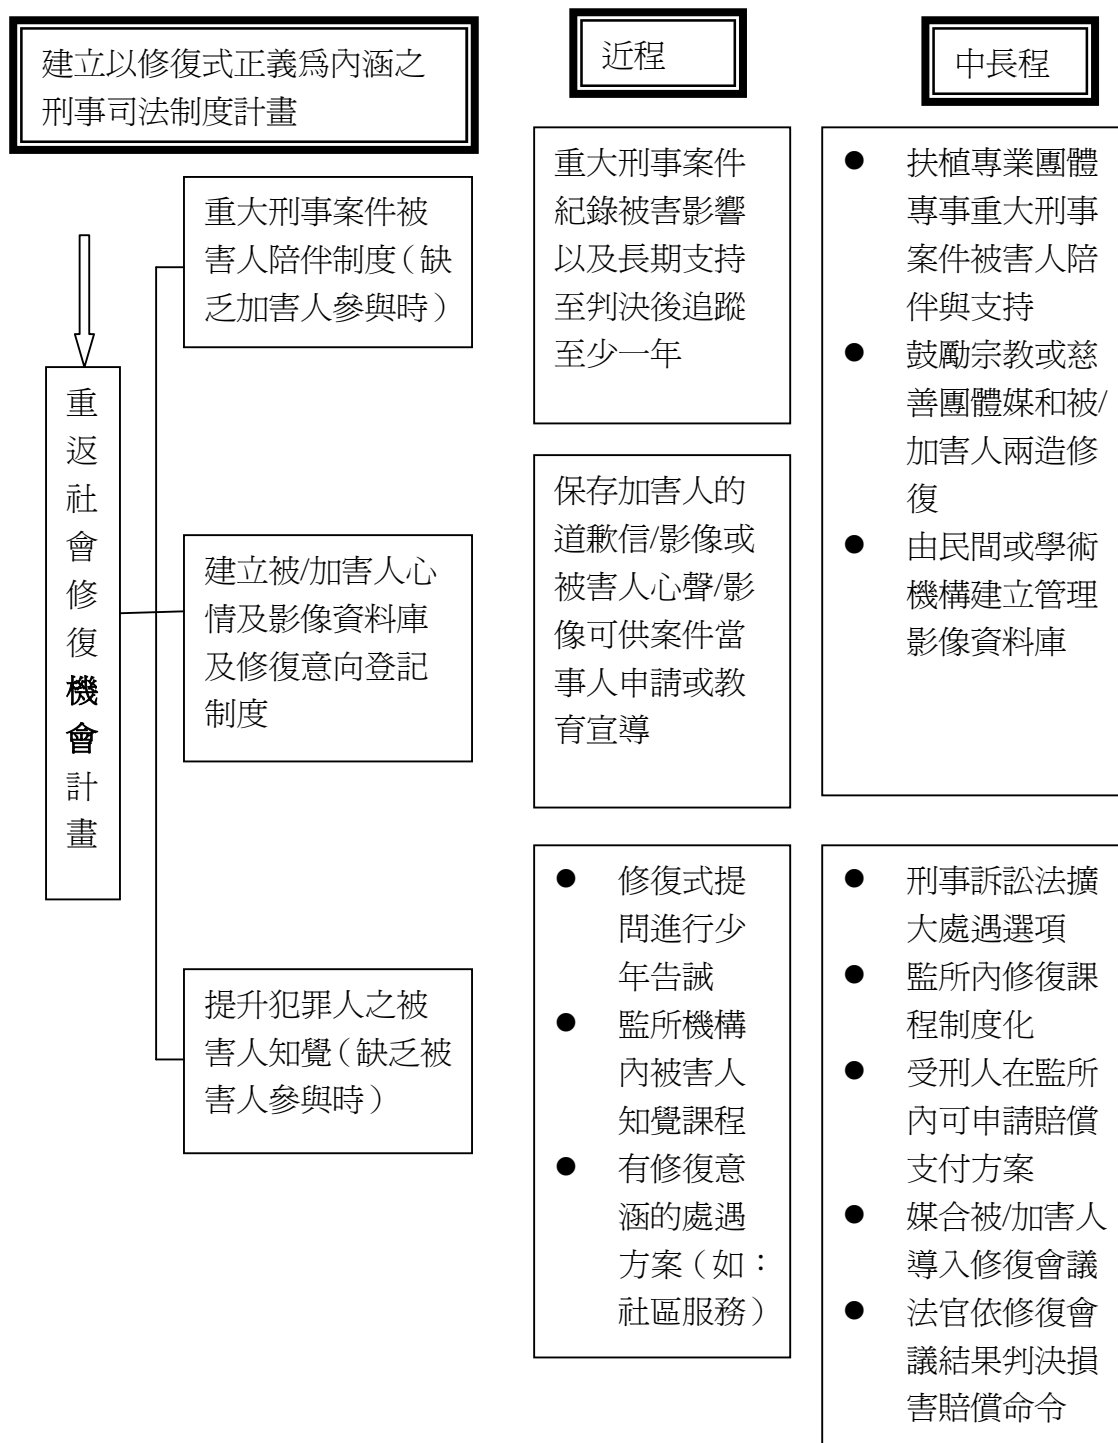 建立以修復式正義為內涵之
刑事司法制度計畫
近程
中長程
重返社會修復機會計畫
重大刑事案件被
害人陪伴制度（缺
乏加害人參與時）
重大刑事案件
紀錄被害影響
以及長期支持
至判決後追蹤
至少一年
● 扶植專業團體
專事重大刑事
案件被害人陪
伴與支持
● 鼓勵宗教或慈
善團體媒和被/
加害人兩造修
復
● 由民間或學術
機構建立管理
影像資料庫
建立被/加害人心
情及影像資料庫
及修復意向登記
制度
保存加害人的
道歉信/影像或
被害人心聲/影
像可供案件當
事人申請或教
育宣導
提升犯罪人之被
害人知覺（缺乏被
害人參與時）
● 修復式提
問進行少
年告誡
● 監所機構
內被害人
知覺課程
● 有修復意
涵的處遇
方案（如：
社區服務）
● 刑事訴訟法擴
大處遇選項
● 監所內修復課
程制度化
● 受刑人在監所
內可申請賠償
支付方案
● 媒合被/加害人
導入修復會議
● 法官依修復會
議結果判決損
害賠償命令